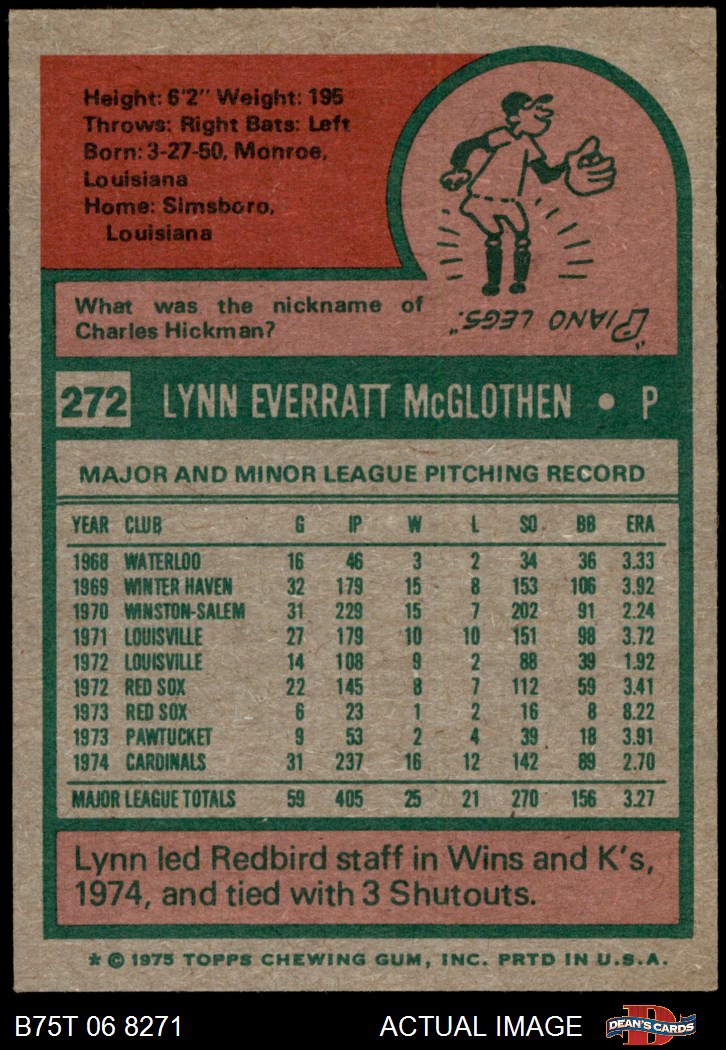 Height: 6'2" Weight: 195
Throws: Right Bats: Left
Born: 3-27-50, Monroe,
Louisiana
Home: Simsboro,
Louisiana
What was the nickname of
Charles Hickman?
"PIANO LEGS."
272 LYNN EVERRATT McGLOTHEN • P
MAJOR AND MINOR LEAGUE PITCHING RECORD
YEAR CLUB G IP W L SO BB ERA
1968 WATERLOO 16 46 3 2 34 36 3.33
1969 WINTER HAVEN 32 179 15 8 153 106 3.92
1970 WINSTON-SALEM 31 229 15 7 202 91 2.24
1971 LOUISVILLE 27 179 10 10 151 98 3.72
1972 LOUISVILLE 14 108 9 2 88 39 1.92
1972 RED SOX 22 145 8 7 112 59 3.41
1973 RED SOX 6 23 1 2 16 8 8.22
1973 PAWTUCKET 9 53 2 4 39 18 3.91
1974 CARDINALS 31 237 16 12 142 89 2.70
MAJOR LEAGUE TOTALS 59 405 25 21 270 156 3.27
Lynn led Redbird staff in Wins and K's,
1974, and tied with 3 Shutouts.
* © 1975 TOPPS CHEWING GUM, INC. PRTD IN U.S.A.
B75T 06 8271 ACTUAL IMAGE D DEAN'S CARDS